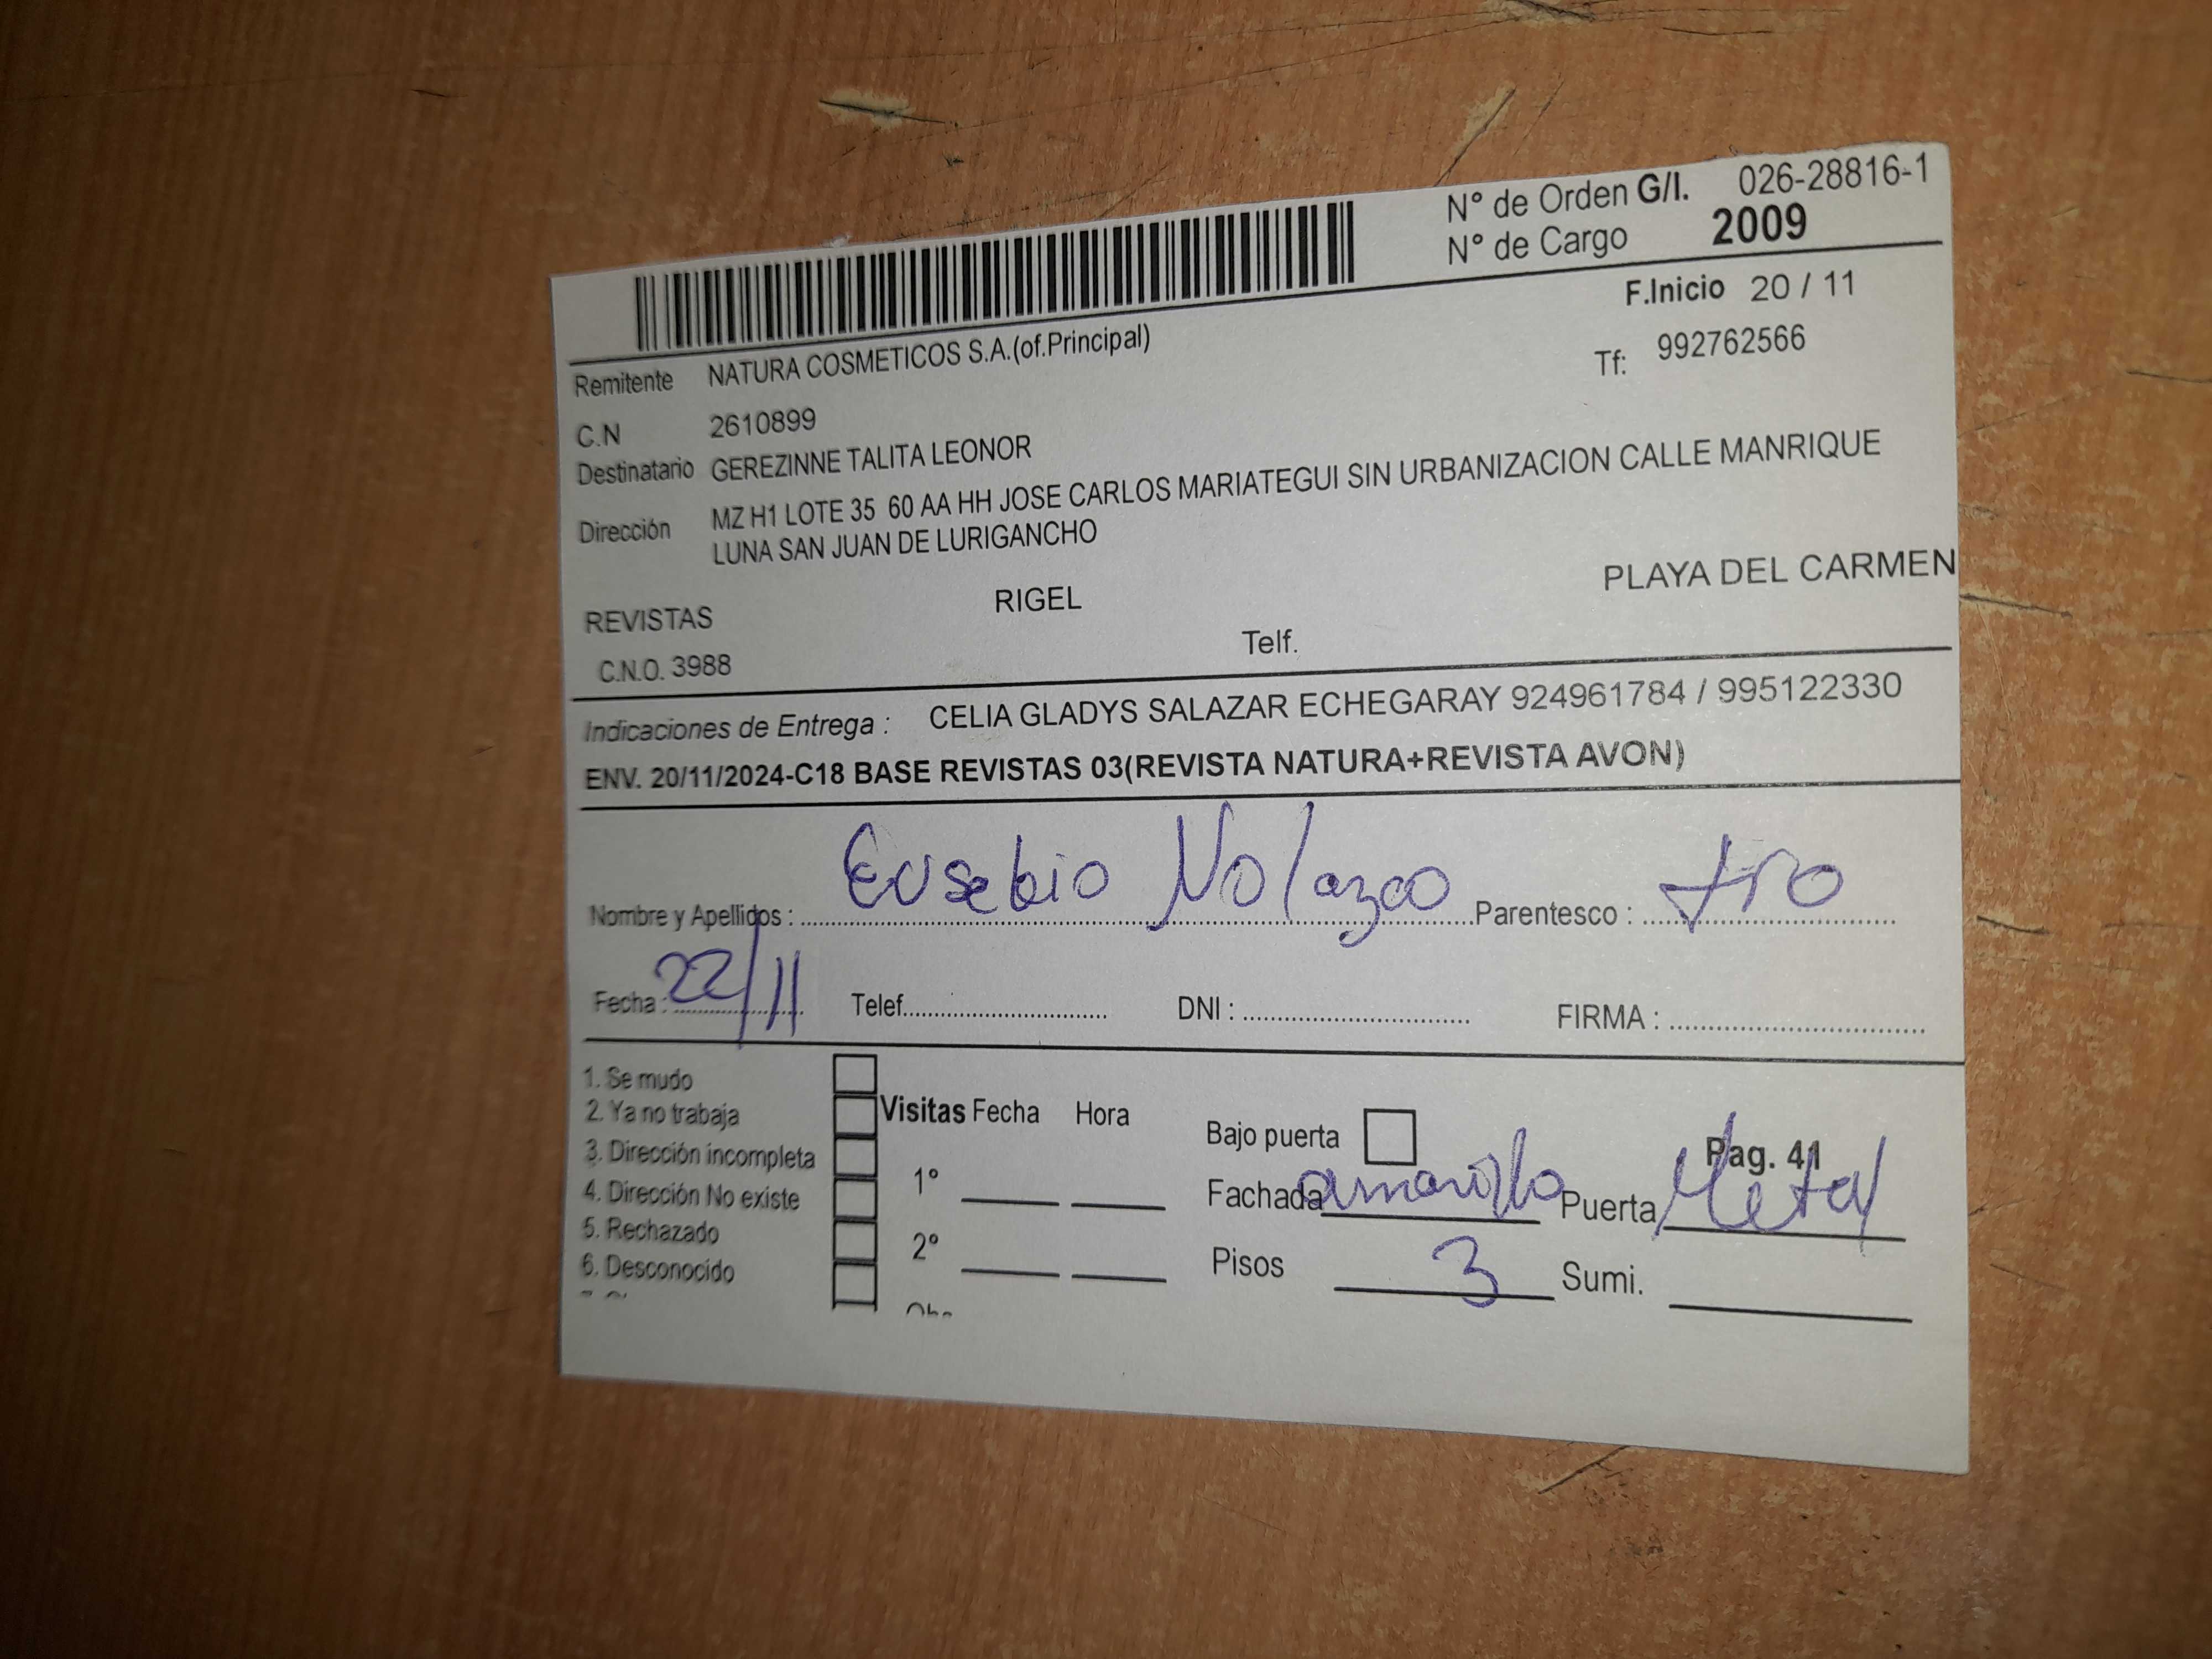 N° de Orden G/I. 026-28816-1
N° de Cargo 2009
F.Inicio 20 / 11
Remitente NATURA COSMETICOS S.A.(of.Principal)
Tf: 992762566
C.N 2610899
Destinatario GEREZINNE TALITA LEONOR
Dirección MZ H1 LOTE 35 60 AA HH JOSE CARLOS MARIATEGUI SIN URBANIZACION CALLE MANRIQUE
LUNA SAN JUAN DE LURIGANCHO
REVISTAS RIGEL PLAYA DEL CARMEN
C.N.O. 3988 Telf.
Indicaciones de Entrega : CELIA GLADYS SALAZAR ECHEGARAY 924961784 / 995122330
ENV. 20/11/2024-C18 BASE REVISTAS 03(REVISTA NATURA+REVISTA AVON)
Nombre y Apellidos : Eusebio Nolazco Parentesco :
Fecha : 22/11 Telef. DNI : FIRMA :
1. Se mudo
2. Ya no trabaja
3. Dirección incompleta
4. Dirección No existe
5. Rechazado
6. Desconocido
Visitas Fecha Hora
1°
2°
Bajo puerta Pag. 41
Fachada amarillo Puerta Metal
Pisos 3 Sumi.